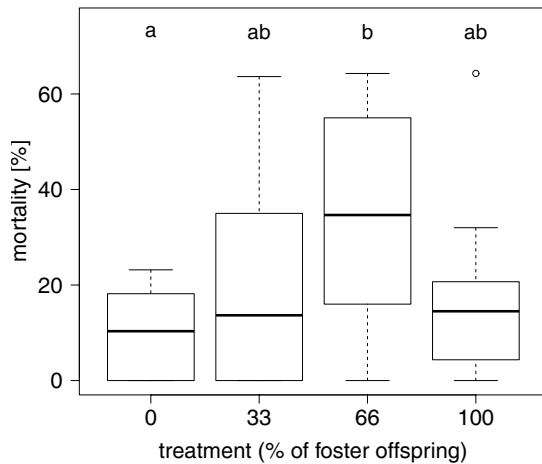 a ab b ab
mortality [%]
60
40
20
0
0 33 66 100
treatment (% of foster offspring)